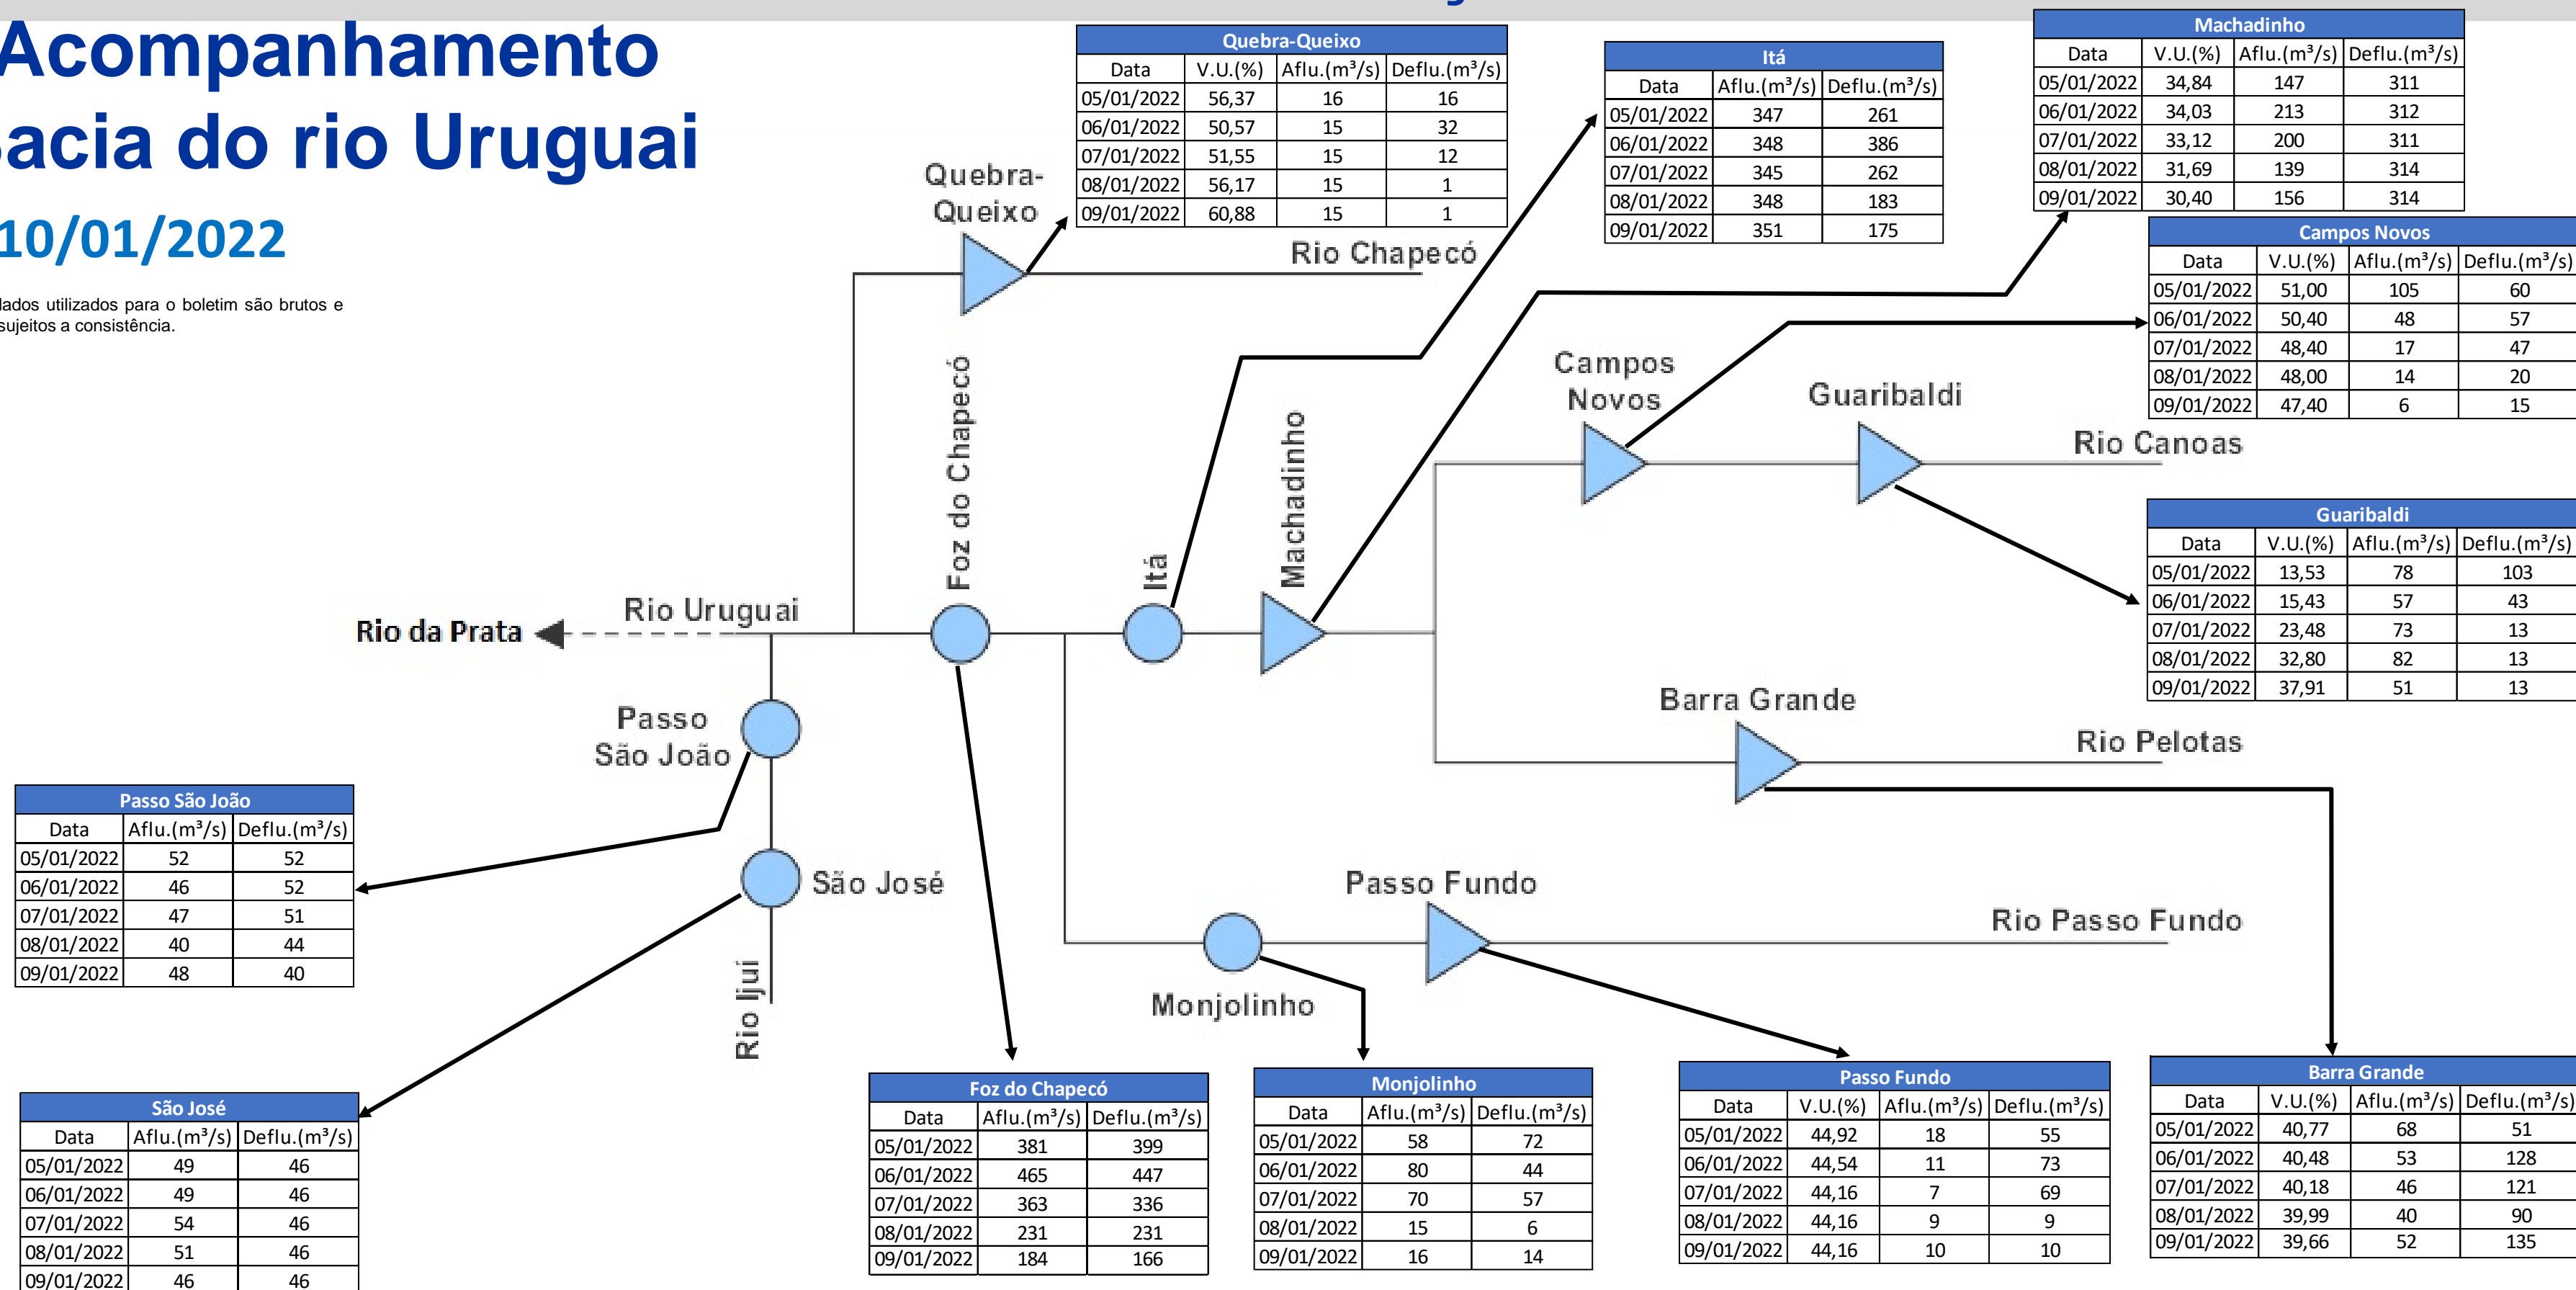 Acompanhamento
acia do rio Uruguai
10/01/2022
dados utilizados para o boletim são brutos e
sujeitos a consistência.
Quebra-Queixo
Data V.U.(%) Aflu.(m³/s) Deflu.(m³/s)
05/01/2022 56,37 16 16
06/01/2022 50,57 15 32
07/01/2022 51,55 15 12
08/01/2022 56,17 15 1
09/01/2022 60,88 15 1
Itá
Data Aflu.(m³/s) Deflu.(m³/s)
05/01/2022 347 261
06/01/2022 348 386
07/01/2022 345 262
08/01/2022 348 183
09/01/2022 351 175
Machadinho
Data V.U.(%) Aflu.(m³/s) Deflu.(m³/s)
05/01/2022 34,84 147 311
06/01/2022 34,03 213 312
07/01/2022 33,12 200 311
08/01/2022 31,69 139 314
09/01/2022 30,40 156 314
Campos Novos
Data V.U.(%) Aflu.(m³/s) Deflu.(m³/s)
05/01/2022 51,00 105 60
06/01/2022 50,40 48 57
07/01/2022 48,40 17 47
08/01/2022 48,00 14 20
09/01/2022 47,40 6 15
Quebra-
Queixo
Rio Chapecó
Foz do Chapecó
Itá
Machadinho
Campos
Novos
Guaribaldi
Rio Canoas
Guaribaldi
Data V.U.(%) Aflu.(m³/s) Deflu.(m³/s)
05/01/2022 13,53 78 103
06/01/2022 15,43 57 43
07/01/2022 23,48 73 13
08/01/2022 32,80 82 13
09/01/2022 37,91 51 13
Rio da Prata
Rio Uruguai
Barra Grande
Rio Pelotas
Passo
São João
São José
Rio Ijuí
Passo Fundo
Rio Passo Fundo
Monjolinho
Passo São João
Data Aflu.(m³/s) Deflu.(m³/s)
05/01/2022 52 52
06/01/2022 46 52
07/01/2022 47 51
08/01/2022 40 44
09/01/2022 48 40
São José
Data Aflu.(m³/s) Deflu.(m³/s)
05/01/2022 49 46
06/01/2022 49 46
07/01/2022 54 46
08/01/2022 51 46
09/01/2022 46 46
Foz do Chapecó
Data Aflu.(m³/s) Deflu.(m³/s)
05/01/2022 381 399
06/01/2022 465 447
07/01/2022 363 336
08/01/2022 231 231
09/01/2022 184 166
Monjolinho
Data Aflu.(m³/s) Deflu.(m³/s)
05/01/2022 58 72
06/01/2022 80 44
07/01/2022 70 57
08/01/2022 15 6
09/01/2022 16 14
Passo Fundo
Data V.U.(%) Aflu.(m³/s) Deflu.(m³/s)
05/01/2022 44,92 18 55
06/01/2022 44,54 11 73
07/01/2022 44,16 7 69
08/01/2022 44,16 9 9
09/01/2022 44,16 10 10
Barra Grande
Data V.U.(%) Aflu.(m³/s) Deflu.(m³/s)
05/01/2022 40,77 68 51
06/01/2022 40,48 53 128
07/01/2022 40,18 46 121
08/01/2022 39,99 40 90
09/01/2022 39,66 52 135